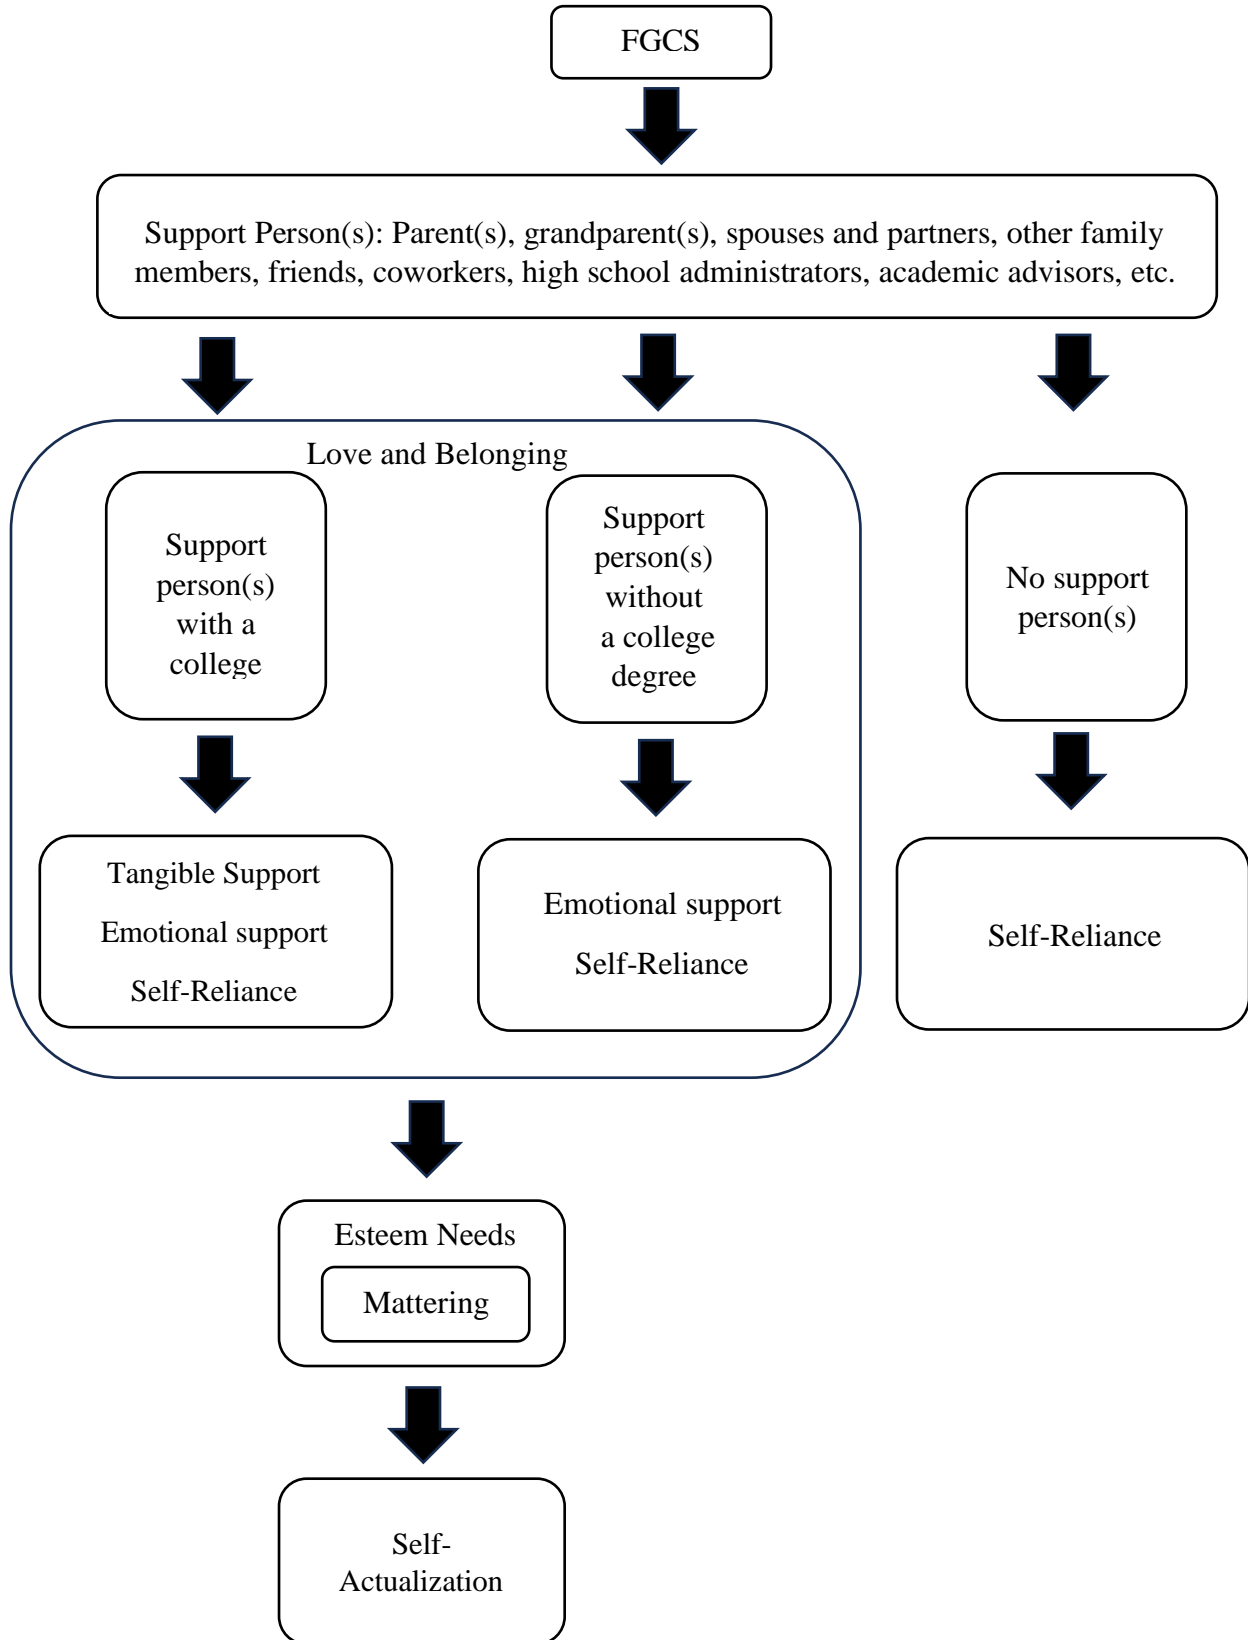 FGCS
Support Person(s): Parent(s), grandparent(s), spouses and partners, other family
members, friends, coworkers, high school administrators, academic advisors, etc.
Love and Belonging
Support
person(s)
with a
college
Support
person(s)
without
a college
degree
No support
person(s)
Tangible Support
Emotional support
Self-Reliance
Emotional support
Self-Reliance
Self-Reliance
Esteem Needs
Mattering
Self-
Actualization